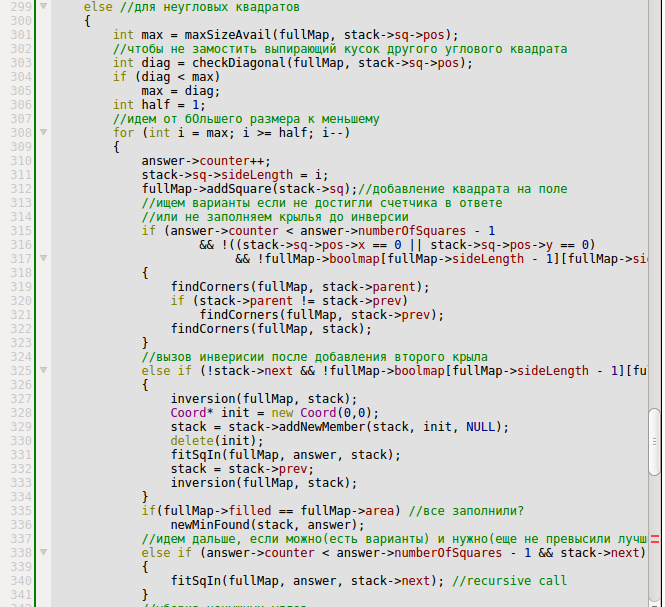 299 else //для неугловых квадратов
300 {
301 int max = maxSizeAvail(fullMap, stack->sq->pos);
302 //чтобы не замостить выпирающий кусок другого углового квадрата
303 int diag = checkDiagonal(fullMap, stack->sq->pos);
304 if (diag < max)
305 max = diag;
306 int half = 1;
307 //идем от бОльшего размера к меньшему
308 for (int i = max; i >= half; i--)
309 {
310 answer->counter++;
311 stack->sq->sideLength = i;
312 fullMap->addSquare(stack->sq);//добавление квадрата на поле
313 //ищем варианты если не достигли счетчика в ответе
314 //или не заполняем крылья до инверсии
315 if (answer->counter < answer->numberOfSquares - 1
316 && !((stack->sq->pos->x == 0 || stack->sq->pos->y == 0)
317 && !fullMap->boolmap[fullMap->sideLength - 1][fullMap->si
318 {
319 findCorners(fullMap, stack->parent);
320 if (stack->parent != stack->prev)
321 findCorners(fullMap, stack->prev);
322 findCorners(fullMap, stack);
323 }
324 //вызов инверисии после добавления второго крыла
325 else if (!stack->next && !fullMap->boolmap[fullMap->sideLength - 1][fu
326 {
327 inversion(fullMap, stack);
328 Coord* init = new Coord(0,0);
329 stack = stack->addNewMember(stack, init, NULL);
330 delete(init);
331 fitSqIn(fullMap, answer, stack);
332 stack = stack->prev;
333 inversion(fullMap, stack);
334 }
335 if(fullMap->filled == fullMap->area) //все заполнили?
336 newMinFound(stack, answer);
337 //идем дальше, если можно(есть варианты) и нужно(еще не превысили лучш
338 else if (answer->counter < answer->numberOfSquares - 1 && stack->next)
339 {
340 fitSqIn(fullMap, answer, stack->next); //recursive call
341 }